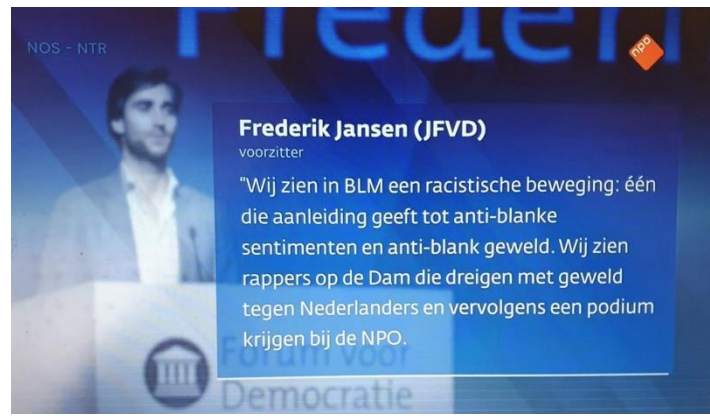 Frederi
NOS - NTR
npo
Frederik Jansen (JFVD)
voorzitter
"Wij zien in BLM een racistische beweging: één
die aanleiding geeft tot anti-blanke
sentimenten en anti-blank geweld. Wij zien
rappers op de Dam die dreigen met geweld
tegen Nederlanders en vervolgens een podium
krijgen bij de NPO.
Forum voor
Democratie